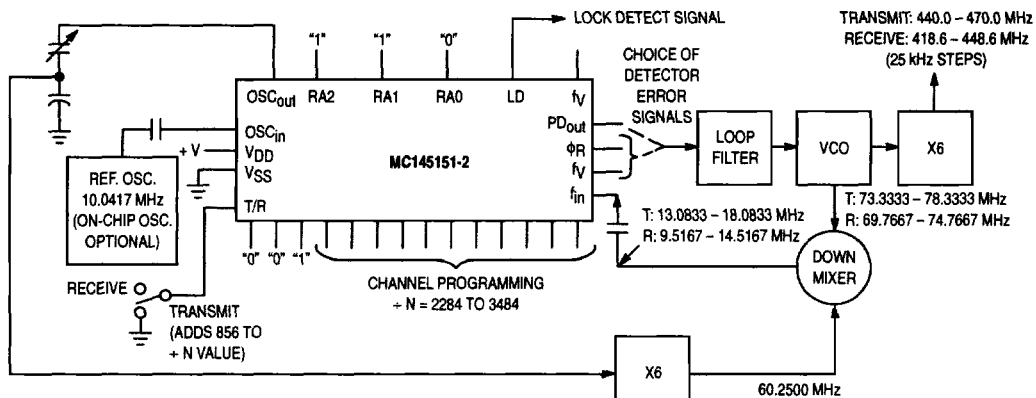 LOCK DETECT SIGNAL
TRANSMIT: 440.0 – 470.0 MHz
RECEIVE: 418.6 – 448.6 MHz
(25 kHz STEPS)
"1" "1" "0"
CHOICE OF
DETECTOR
ERROR
SIGNALS
OSCout RA2 RA1 RA0 LD fV
OSCin
+ V VDD
VSS
T/R
MC145151-2
PDout
ϕR
fV
fin
LOOP
FILTER
VCO
X6
REF. OSC.
10.0417 MHz
(ON-CHIP OSC.
OPTIONAL)
T: 13.0833 – 18.0833 MHz
R: 9.5167 – 14.5167 MHz
T: 73.3333 – 78.3333 MHz
R: 69.7667 – 74.7667 MHz
"0" "0" "1"
CHANNEL PROGRAMMING
÷ N = 2284 TO 3484
DOWN
MIXER
RECEIVE
TRANSMIT
(ADDS 856 TO
÷ N VALUE)
X6
60.2500 MHz